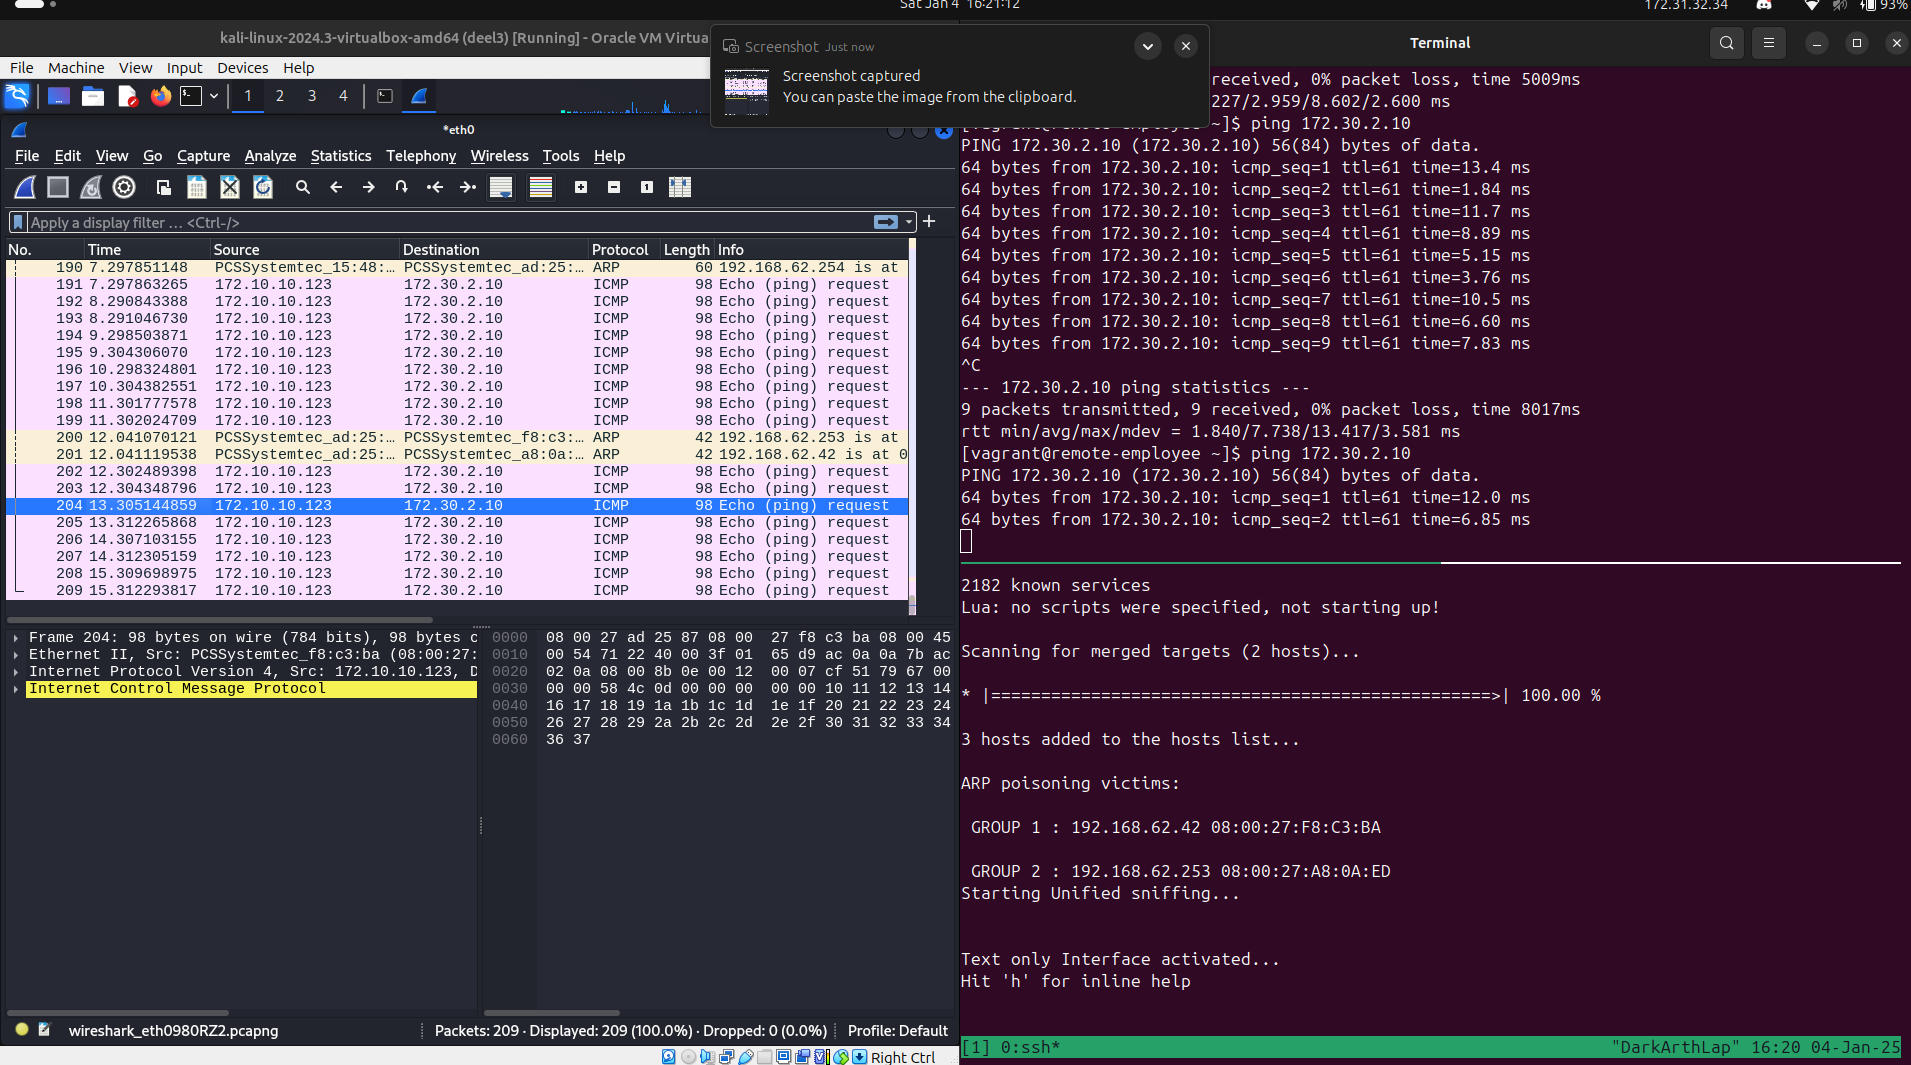 Sat Jan 4 16:21:12
172.31.32.34
93%
kali-linux-2024.3-virtualbox-amd64 (deel3) [Running] - Oracle VM Virtua
File Machine View Input Devices Help
1 2 3 4
*eth0
File Edit View Go Capture Analyze Statistics Telephony Wireless Tools Help
Apply a display filter … <Ctrl-/>
No. Time Source Destination Protocol Length Info
190 7.297851148 PCSSystemtec_15:48:… PCSSystemtec_ad:25:… ARP 60 192.168.62.254 is at
191 7.297863265 172.10.10.123 172.30.2.10 ICMP 98 Echo (ping) request
192 8.290843388 172.10.10.123 172.30.2.10 ICMP 98 Echo (ping) request
193 8.291046730 172.10.10.123 172.30.2.10 ICMP 98 Echo (ping) request
194 9.298503871 172.10.10.123 172.30.2.10 ICMP 98 Echo (ping) request
195 9.304306070 172.10.10.123 172.30.2.10 ICMP 98 Echo (ping) request
196 10.298324801 172.10.10.123 172.30.2.10 ICMP 98 Echo (ping) request
197 10.304382551 172.10.10.123 172.30.2.10 ICMP 98 Echo (ping) request
198 11.301777578 172.10.10.123 172.30.2.10 ICMP 98 Echo (ping) request
199 11.302024709 172.10.10.123 172.30.2.10 ICMP 98 Echo (ping) request
200 12.041070121 PCSSystemtec_ad:25:… PCSSystemtec_f8:c3:… ARP 42 192.168.62.253 is at
201 12.041119538 PCSSystemtec_ad:25:… PCSSystemtec_a8:0a:… ARP 42 192.168.62.42 is at 0
202 12.302489398 172.10.10.123 172.30.2.10 ICMP 98 Echo (ping) request
203 12.304348796 172.10.10.123 172.30.2.10 ICMP 98 Echo (ping) request
204 13.305144859 172.10.10.123 172.30.2.10 ICMP 98 Echo (ping) request
205 13.312265868 172.10.10.123 172.30.2.10 ICMP 98 Echo (ping) request
206 14.307103155 172.10.10.123 172.30.2.10 ICMP 98 Echo (ping) request
207 14.312305159 172.10.10.123 172.30.2.10 ICMP 98 Echo (ping) request
208 15.309698975 172.10.10.123 172.30.2.10 ICMP 98 Echo (ping) request
209 15.312293817 172.10.10.123 172.30.2.10 ICMP 98 Echo (ping) request
Frame 204: 98 bytes on wire (784 bits), 98 bytes c
Ethernet II, Src: PCSSystemtec_f8:c3:ba (08:00:27:
Internet Protocol Version 4, Src: 172.10.10.123, D
Internet Control Message Protocol
0000 08 00 27 ad 25 87 08 00 27 f8 c3 ba 08 00 45
0010 00 54 71 22 40 00 3f 01 65 d9 ac 0a 0a 7b ac
0020 02 0a 08 00 8b 0e 00 12 00 07 cf 51 79 67 00
0030 00 00 58 4c 0d 00 00 00 00 00 10 11 12 13 14
0040 16 17 18 19 1a 1b 1c 1d 1e 1f 20 21 22 23 24
0050 26 27 28 29 2a 2b 2c 2d 2e 2f 30 31 32 33 34
0060 36 37
wireshark_eth0980RZ2.pcapng
Packets: 209 · Displayed: 209 (100.0%) · Dropped: 0 (0.0%)
Profile: Default
Right Ctrl
Screenshot Just now
Screenshot captured
You can paste the image from the clipboard.
Terminal
received, 0% packet loss, time 5009ms
227/2.959/8.602/2.600 ms
~]$ ping 172.30.2.10
PING 172.30.2.10 (172.30.2.10) 56(84) bytes of data.
64 bytes from 172.30.2.10: icmp_seq=1 ttl=61 time=13.4 ms
64 bytes from 172.30.2.10: icmp_seq=2 ttl=61 time=1.84 ms
64 bytes from 172.30.2.10: icmp_seq=3 ttl=61 time=11.7 ms
64 bytes from 172.30.2.10: icmp_seq=4 ttl=61 time=8.89 ms
64 bytes from 172.30.2.10: icmp_seq=5 ttl=61 time=5.15 ms
64 bytes from 172.30.2.10: icmp_seq=6 ttl=61 time=3.76 ms
64 bytes from 172.30.2.10: icmp_seq=7 ttl=61 time=10.5 ms
64 bytes from 172.30.2.10: icmp_seq=8 ttl=61 time=6.60 ms
64 bytes from 172.30.2.10: icmp_seq=9 ttl=61 time=7.83 ms
^C
--- 172.30.2.10 ping statistics ---
9 packets transmitted, 9 received, 0% packet loss, time 8017ms
rtt min/avg/max/mdev = 1.840/7.738/13.417/3.581 ms
[vagrant@remote-employee ~]$ ping 172.30.2.10
PING 172.30.2.10 (172.30.2.10) 56(84) bytes of data.
64 bytes from 172.30.2.10: icmp_seq=1 ttl=61 time=12.0 ms
64 bytes from 172.30.2.10: icmp_seq=2 ttl=61 time=6.85 ms
2182 known services
Lua: no scripts were specified, not starting up!
Scanning for merged targets (2 hosts)...
* |==================================================>| 100.00 %
3 hosts added to the hosts list...
ARP poisoning victims:
GROUP 1 : 192.168.62.42 08:00:27:F8:C3:BA
GROUP 2 : 192.168.62.253 08:00:27:A8:0A:ED
Starting Unified sniffing...
Text only Interface activated...
Hit 'h' for inline help
[1] 0:ssh* "DarkArthLap" 16:20 04-Jan-25